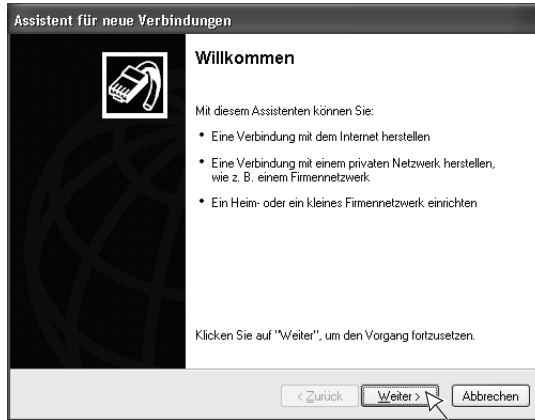 Assistent für neue Verbindungen
Willkommen
Mit diesem Assistenten können Sie:
• Eine Verbindung mit dem Internet herstellen
• Eine Verbindung mit einem privaten Netzwerk herstellen,
wie z. B. einem Firmennetzwerk
• Ein Heim- oder ein kleines Firmennetzwerk einrichten
Klicken Sie auf "Weiter", um den Vorgang fortzusetzen.
< Zurück Weiter > Abbrechen